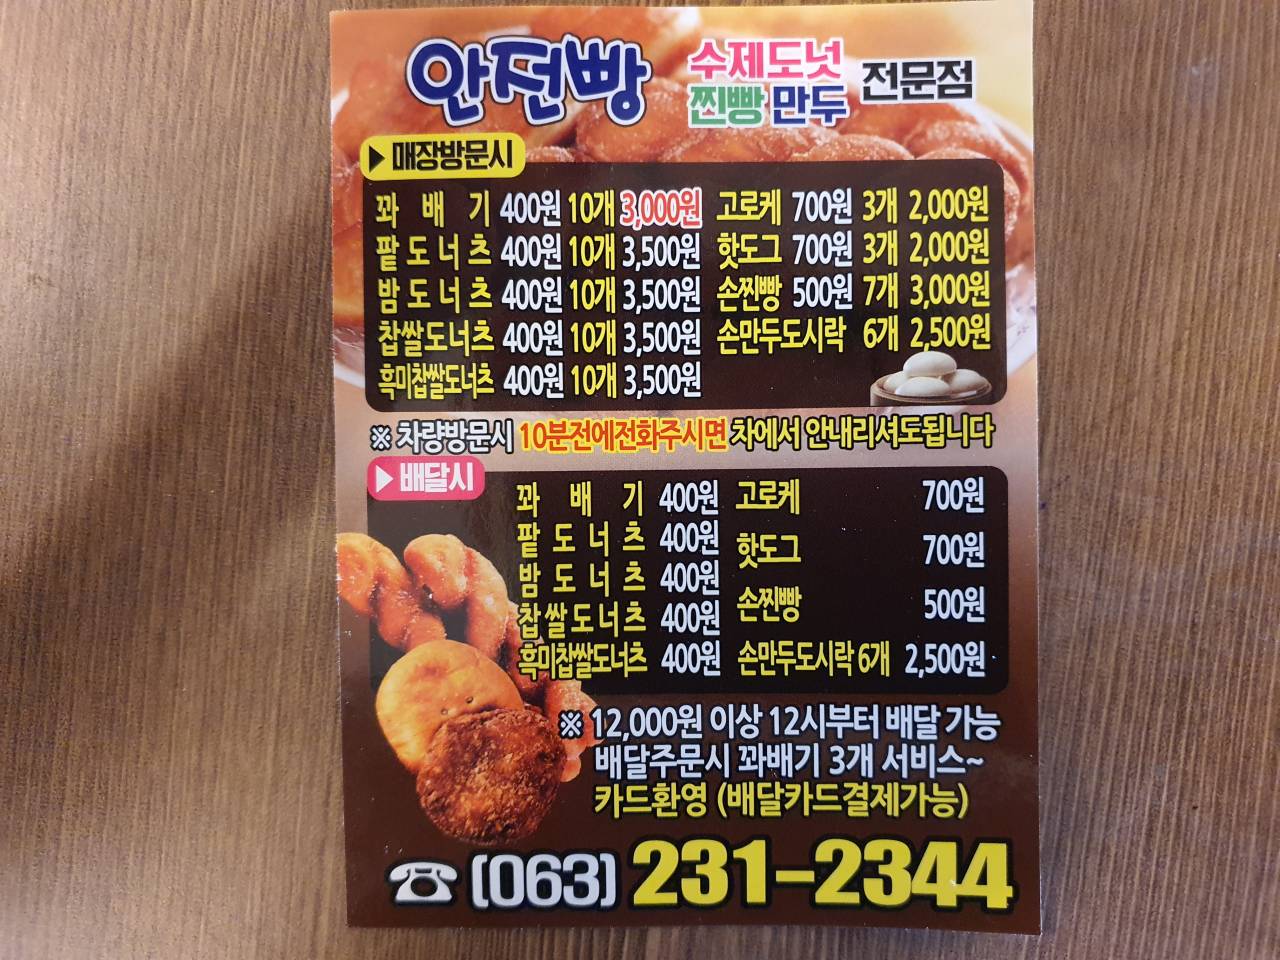 안전빵 수제도넛 찐빵 만두 전문점
▶ 매장방문시
꽈배기 400원 10개 3,000원
팥도너츠 400원 10개 3,500원
밤도너츠 400원 10개 3,500원
찹쌀도너츠 400원 10개 3,500원
흑미찹쌀도너츠 400원 10개 3,500원
고로케 700원 3개 2,000원
핫도그 700원 3개 2,000원
손찐빵 500원 7개 3,000원
손만두도시락 6개 2,500원
※ 차량방문시 10분전에전화주시면 차에서 안내리셔도됩니다
▶ 배달시
꽈배기 400원
팥도너츠 400원
밤도너츠 400원
찹쌀도너츠 400원
흑미찹쌀도너츠 400원
고로케 700원
핫도그 700원
손찐빵 500원
손만두도시락 6개 2,500원
※ 12,000원 이상 12시부터 배달 가능
배달주문시 꽈배기 3개 서비스~
카드환영 (배달카드결제가능)
☎ (063) 231-2344